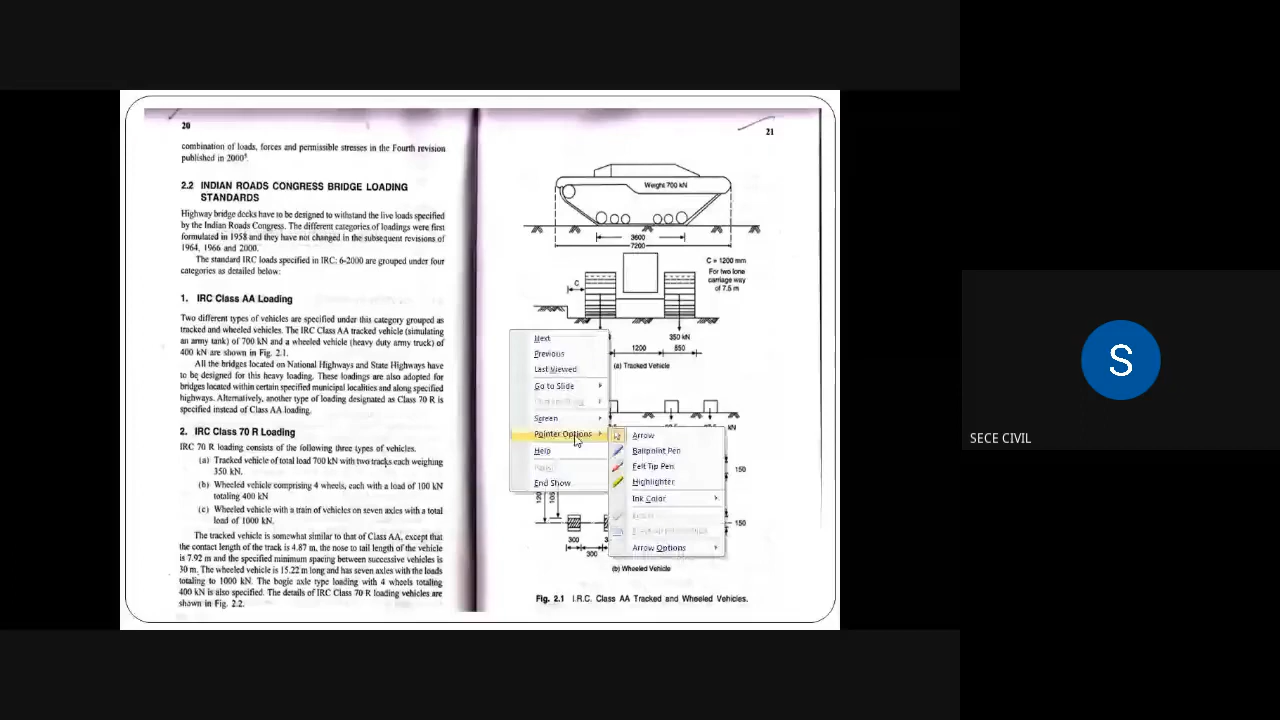 20
combination of loads, forces and permissible stresses in the Fourth revision
published in 2000⁵.
2.2 INDIAN ROADS CONGRESS BRIDGE LOADING
STANDARDS
Highway bridge decks have to be designed to withstand the live loads specified
by the Indian Roads Congress. The different categories of loadings were first
formulated in 1958 and they have not changed in the subsequent revisions of
1964, 1966 and 2000.
The standard IRC loads specified in IRC: 6-2000 are grouped under four
categories as detailed below:
1. IRC Class AA Loading
Two different types of vehicles are specified under this category grouped as
tracked and wheeled vehicles. The IRC Class AA tracked vehicle (simulating
an army tank) of 700 kN and a wheeled vehicle (heavy duty army truck) of
400 kN are shown in Fig. 2.1.
All the bridges located on National Highways and State Highways have
to be designed for this heavy loading. These loadings are also adopted for
bridges located within certain specified municipal localities and along specified
highways. Alternatively, another type of loading designated as Class 70 R is
specified instead of Class AA loading.
2. IRC Class 70 R Loading
IRC 70 R loading consists of the following three types of vehicles.
(a) Tracked vehicle of total load 700 kN with two tracks each weighing
350 kN.
(b) Wheeled vehicle comprising 4 wheels, each with a load of 100 kN
totaling 400 kN
(c) Wheeled vehicle with a train of vehicles on seven axles with a total
load of 1000 kN.
The tracked vehicle is somewhat similar to that of Class AA, except that
the contact length of the track is 4.87 m, the nose to tail length of the vehicle
is 7.92 m and the specified minimum spacing between successive vehicles is
30 m. The wheeled vehicle is 15.22 m long and has seven axles with the loads
totaling to 1000 kN. The bogie axle type loading with 4 wheels totaling
400 kN is also specified. The details of IRC Class 70 R loading vehicles are
shown in Fig. 2.2.
21
Weight 700 kN
3600
7200
C = 1200 mm
For two lone
carriage way
of 7.5 m
C
350 kN
1200 850
(a) Tracked Vehicle
kN
150
150
300
300
(b) Wheeled Vehicle
Fig. 2.1 I.R.C. Class AA Tracked and Wheeled Vehicles.
Next
Previous
Last Viewed
Go to Slide
Screen
Pointer Options
Help
End Show
Arrow
Ballpoint Pen
Felt Tip Pen
Highlighter
Ink Color
Arrow Options
S
SECE CIVIL